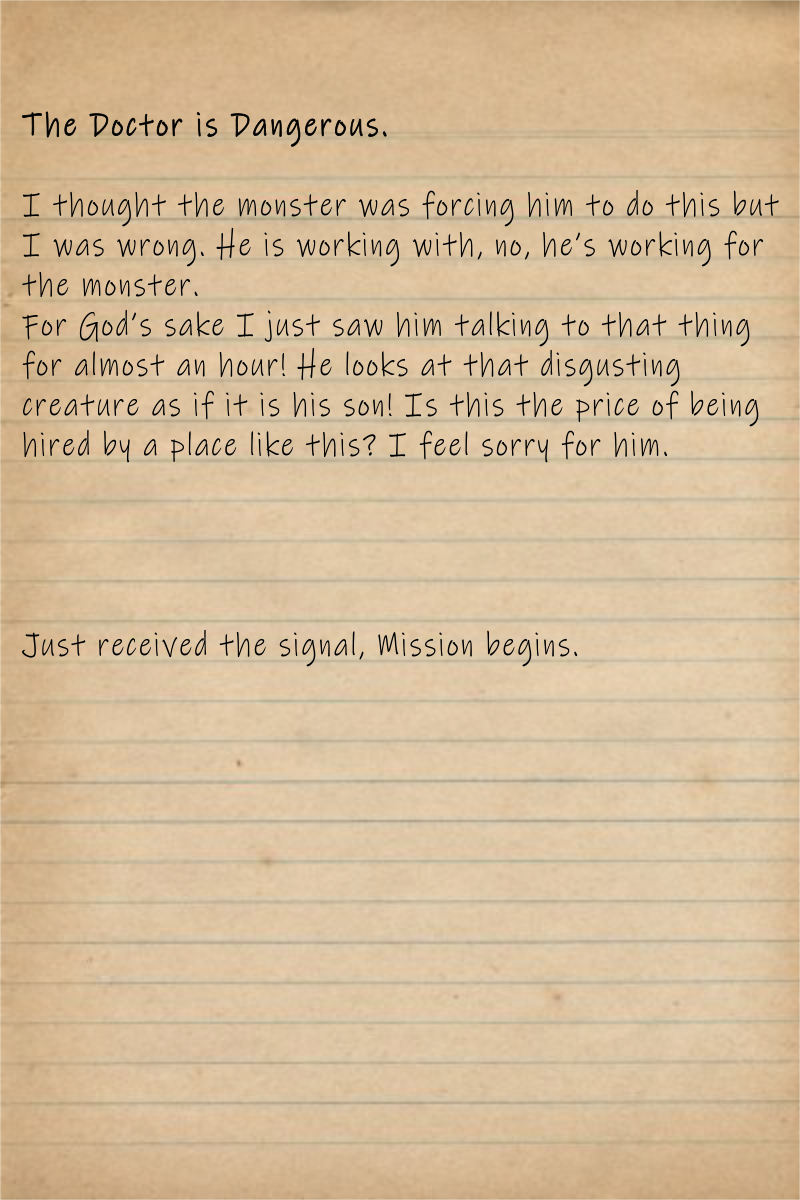 The Doctor is Dangerous.
I thought the monster was forcing him to do this but
I was wrong. He is working with, no, he's working for
the monster.
For God's sake I just saw him talking to that thing
for almost an hour! He looks at that disgusting
creature as if it is his son! Is this the price of being
hired by a place like this? I feel sorry for him.
Just received the signal, Mission begins.